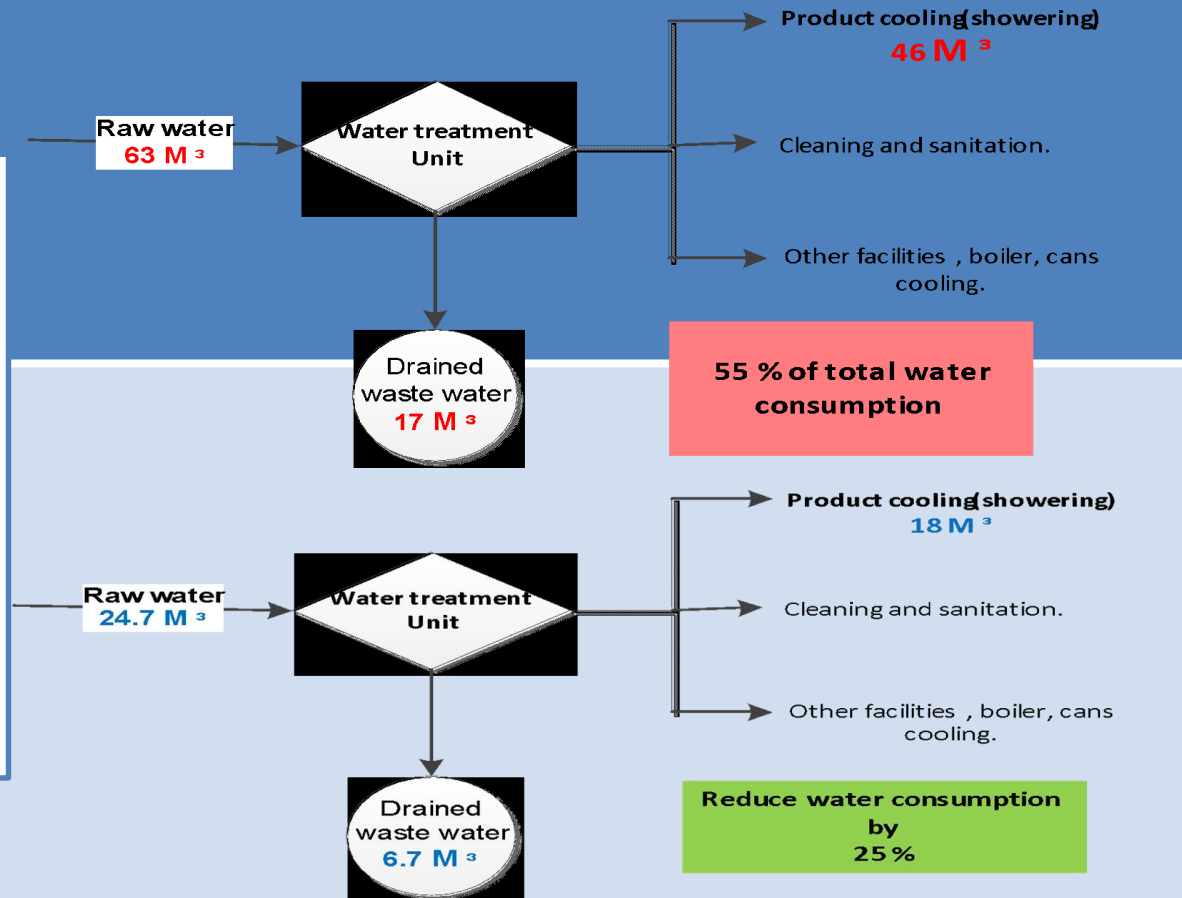 Product cooling(showering)
46 M ³
Raw water
63 M ³
Water treatment
Unit
Cleaning and sanitation.
Other facilities , boiler, cans
cooling.
Drained
waste water
17 M ³
55 % of total water
consumption
Product cooling(showering)
18 M ³
Raw water
24.7 M ³
Water treatment
Unit
Cleaning and sanitation.
Other facilities , boiler, cans
cooling.
Drained
waste water
6.7 M ³
Reduce water consumption
by
25%